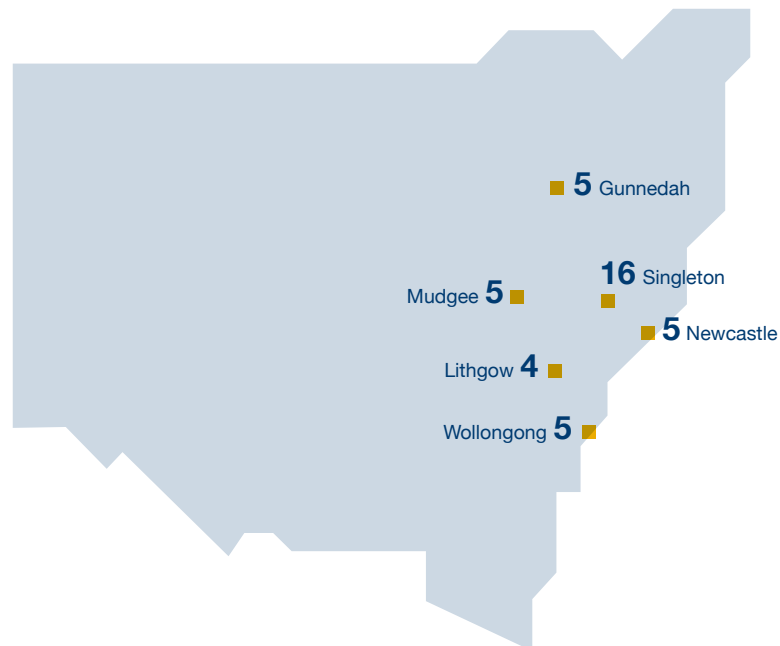 5 Gunnedah
16 Singleton
Mudgee 5
5 Newcastle
Lithgow 4
Wollongong 5